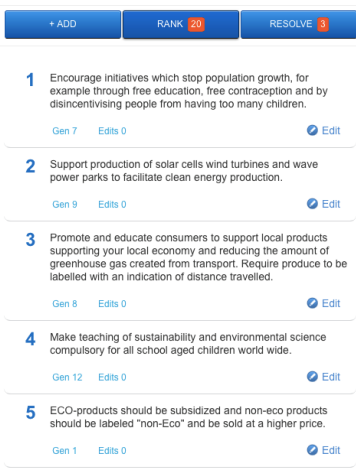 + ADD
RANK 20
RESOLVE 3
1 Encourage initiatives which stop population growth, for
example through free education, free contraception and by
disincentivising people from having too many children.
Gen 7 Edits 0 Edit
2 Support production of solar cells wind turbines and wave
power parks to facilitate clean energy production.
Gen 9 Edits 0 Edit
3 Promote and educate consumers to support local products
supporting your local economy and reducing the amount of
greenhouse gas created from transport. Require produce to be
labelled with an indication of distance travelled.
Gen 8 Edits 0 Edit
4 Make teaching of sustainability and environmental science
compulsory for all school aged children world wide.
Gen 12 Edits 0 Edit
5 ECO-products should be subsidized and non-eco products
should be labeled "non-Eco" and be sold at a higher price.
Gen 1 Edits 0 Edit